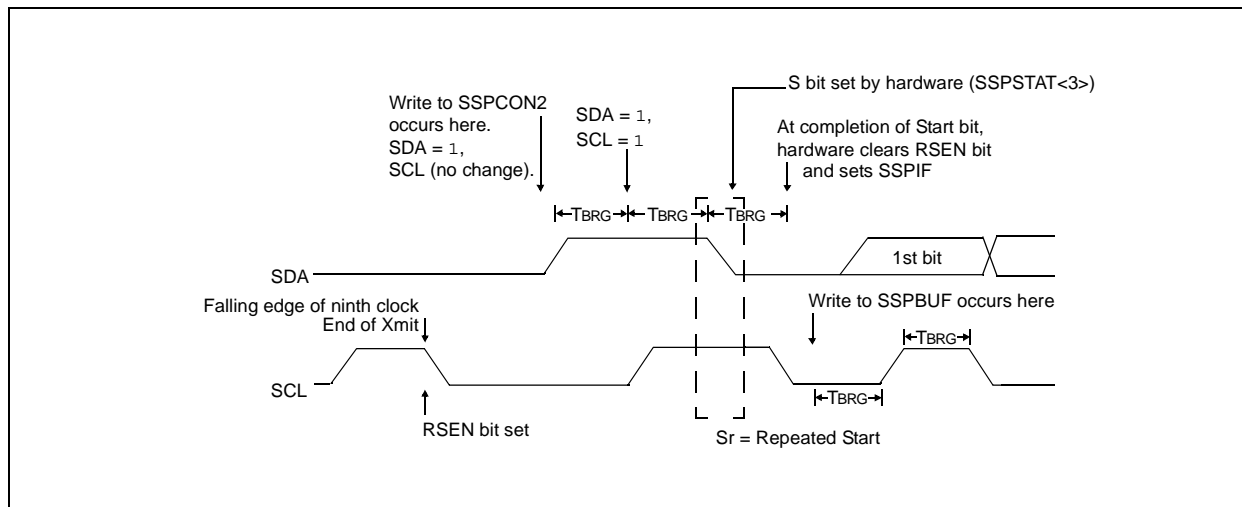 S bit set by hardware (SSPSTAT<3>)
Write to SSPCON2
occurs here.
SDA = 1,
SCL (no change).
SDA = 1,
SCL = 1
At completion of Start bit,
hardware clears RSEN bit
and sets SSPIF
TBRG
TBRG
TBRG
SDA
1st bit
Falling edge of ninth clock
End of Xmit
Write to SSPBUF occurs here
TBRG
SCL
TBRG
RSEN bit set
Sr = Repeated Start